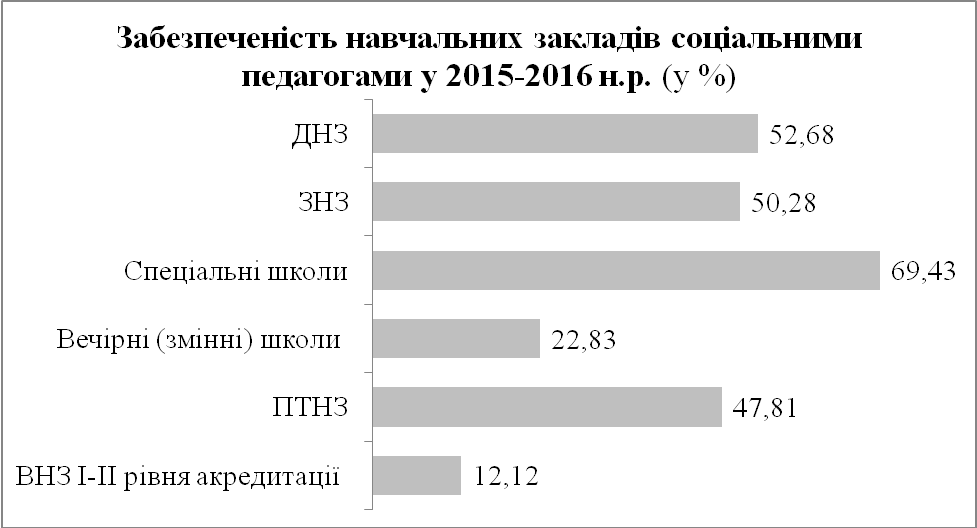 Забезпеченість навчальних закладів соціальними
педагогами у 2015-2016 н.р. (у %)
ДНЗ 52,68
ЗНЗ 50,28
Спеціальні школи 69,43
Вечірні (змінні) школи 22,83
ПТНЗ 47,81
ВНЗ І-ІІ рівня акредитації 12,12